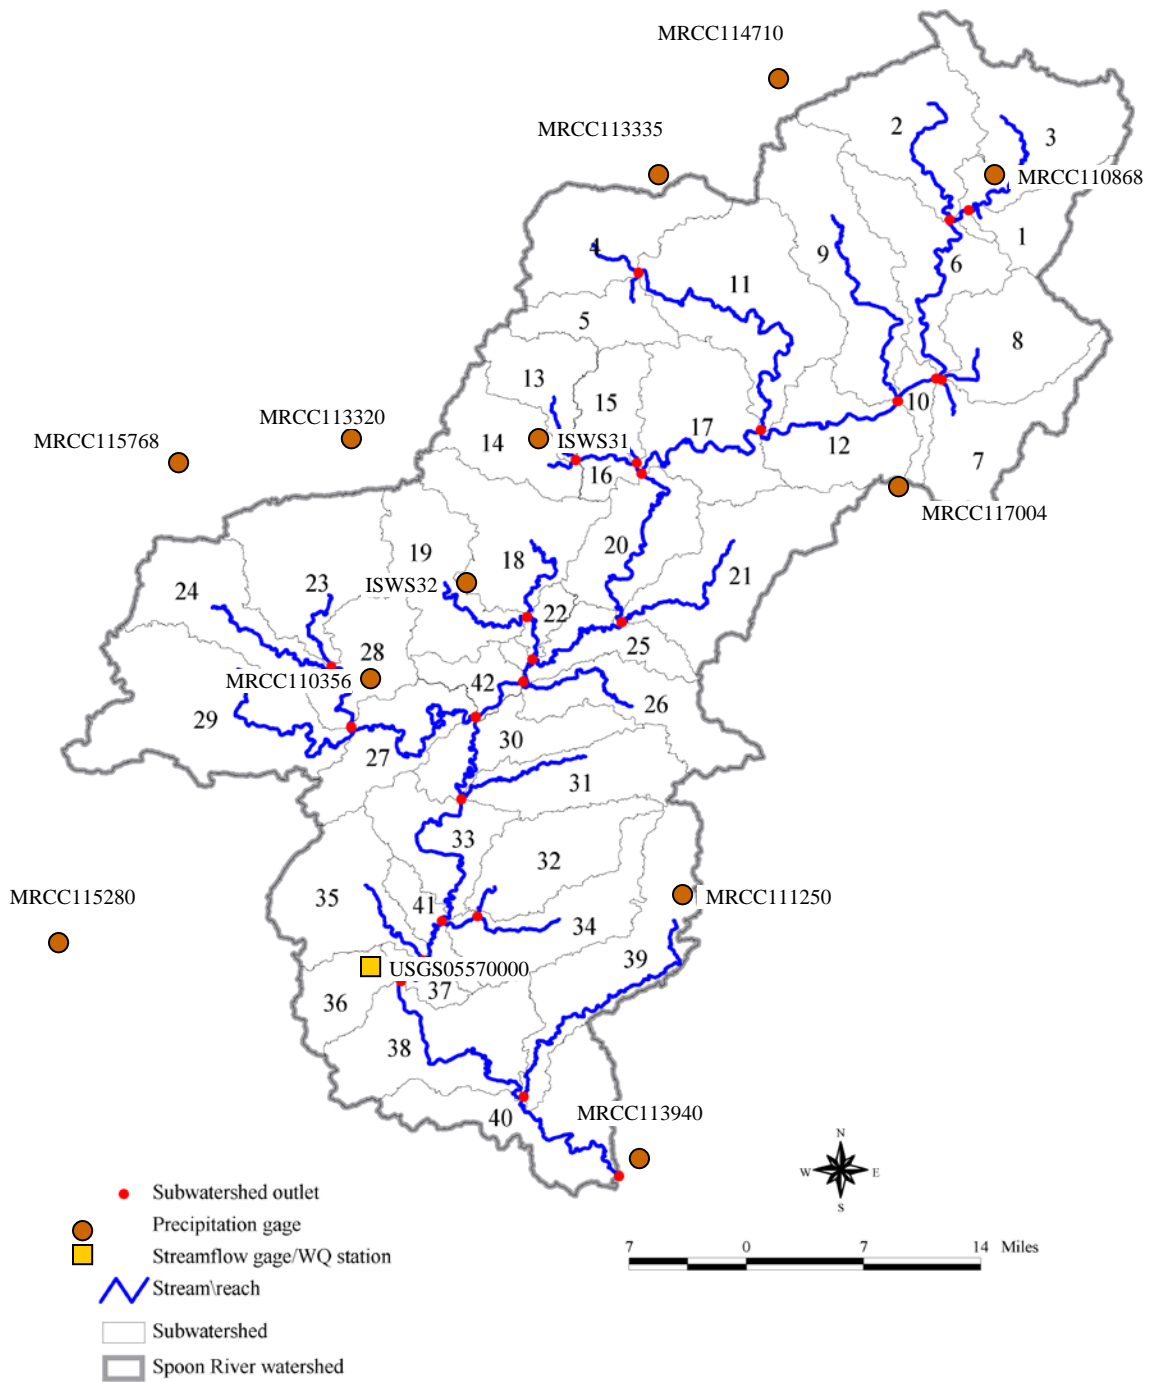 MRCC114710
MRCC113335
2
3
MRCC110868
1
4
9
6
11
5
8
13
15
10
MRCC113320
17
MRCC115768
14
ISWS31
12
7
16
MRCC117004
20
19
18
21
ISWS32
24
23
22
25
28
MRCC110356
42
26
29
30
27
31
33
32
35
MRCC115280
MRCC111250
41
34
39
USGS05570000
37
36
38
MRCC113940
40
N
W
E
S
Subwatershed outlet
Precipitation gage
Streamflow gage/WQ station
Stream\reach
Subwatershed
Spoon River watershed
7 0 7 14 Miles